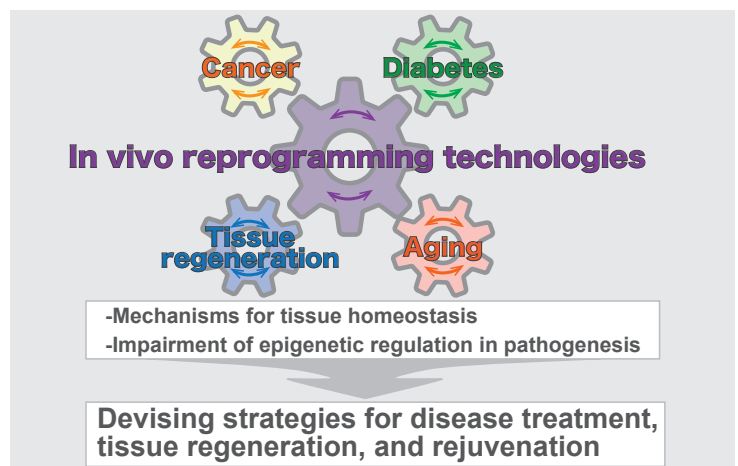 Cancer
Diabetes
In vivo reprogramming technologies
Tissue
regeneration
Aging
-Mechanisms for tissue homeostasis
-Impairment of epigenetic regulation in pathogenesis
Devising strategies for disease treatment,
tissue regeneration, and rejuvenation